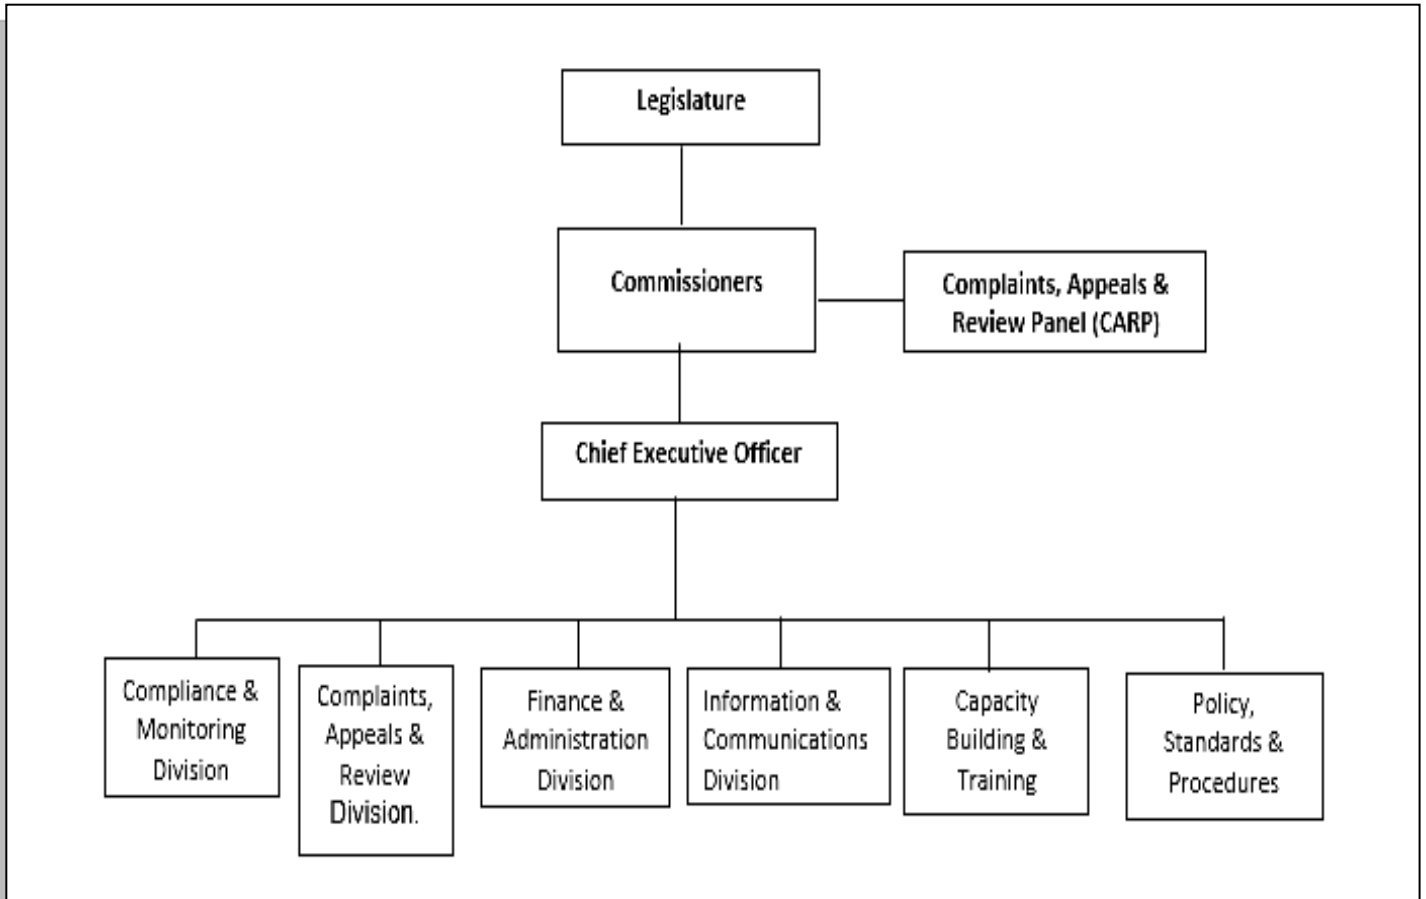 Legislature
Commissioners
Complaints, Appeals &
Review Panel (CARP)
Chief Executive Officer
Compliance &
Monitoring
Division
Complaints,
Appeals &
Review
Division.
Finance &
Administration
Division
Information &
Communications
Division
Capacity
Building &
Training
Policy,
Standards &
Procedures